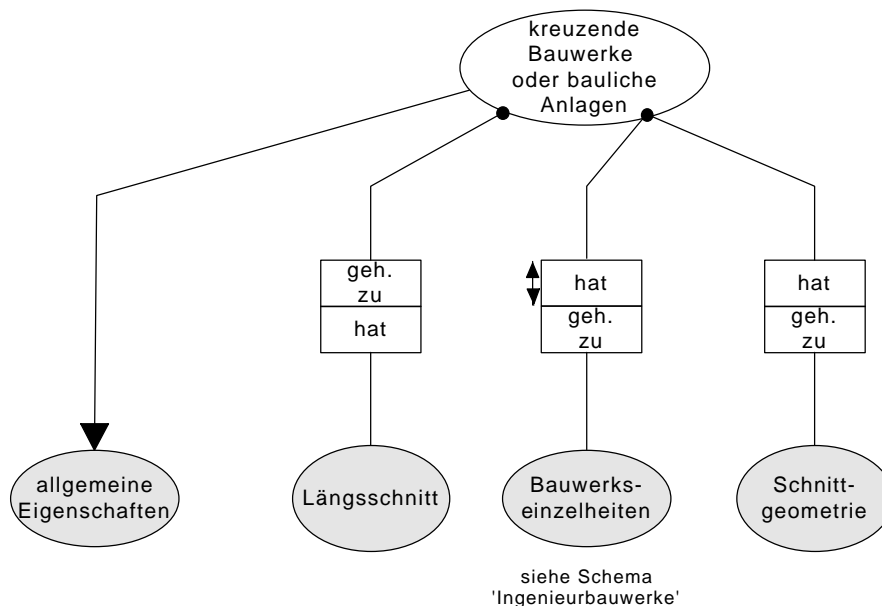 kreuzende
Bauwerke
oder bauliche
Anlagen
geh.
zu
hat
hat
geh.
zu
hat
geh.
zu
allgemeine
Eigenschaften
Längsschnitt
Bauwerks-
einzelheiten
Schnitt-
geometrie
siehe Schema
'Ingenieurbauwerke'